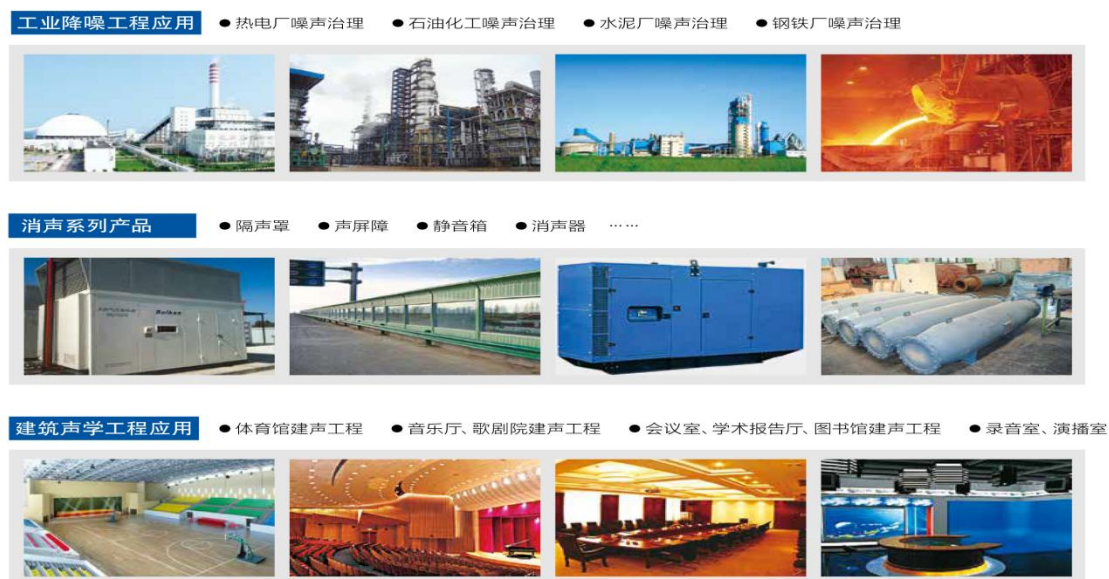 工业降噪工程应用 ●热电厂噪声治理 ●石油化工噪声治理 ●水泥厂噪声治理 ●钢铁厂噪声治理
消声系列产品 ●隔声罩 ●声屏障 ●静音箱 ●消声器 ……
建筑声学工程应用 ●体育馆建声工程 ●音乐厅、歌剧院建声工程 ●会议室、学术报告厅、图书馆建声工程 ●录音室、演播室